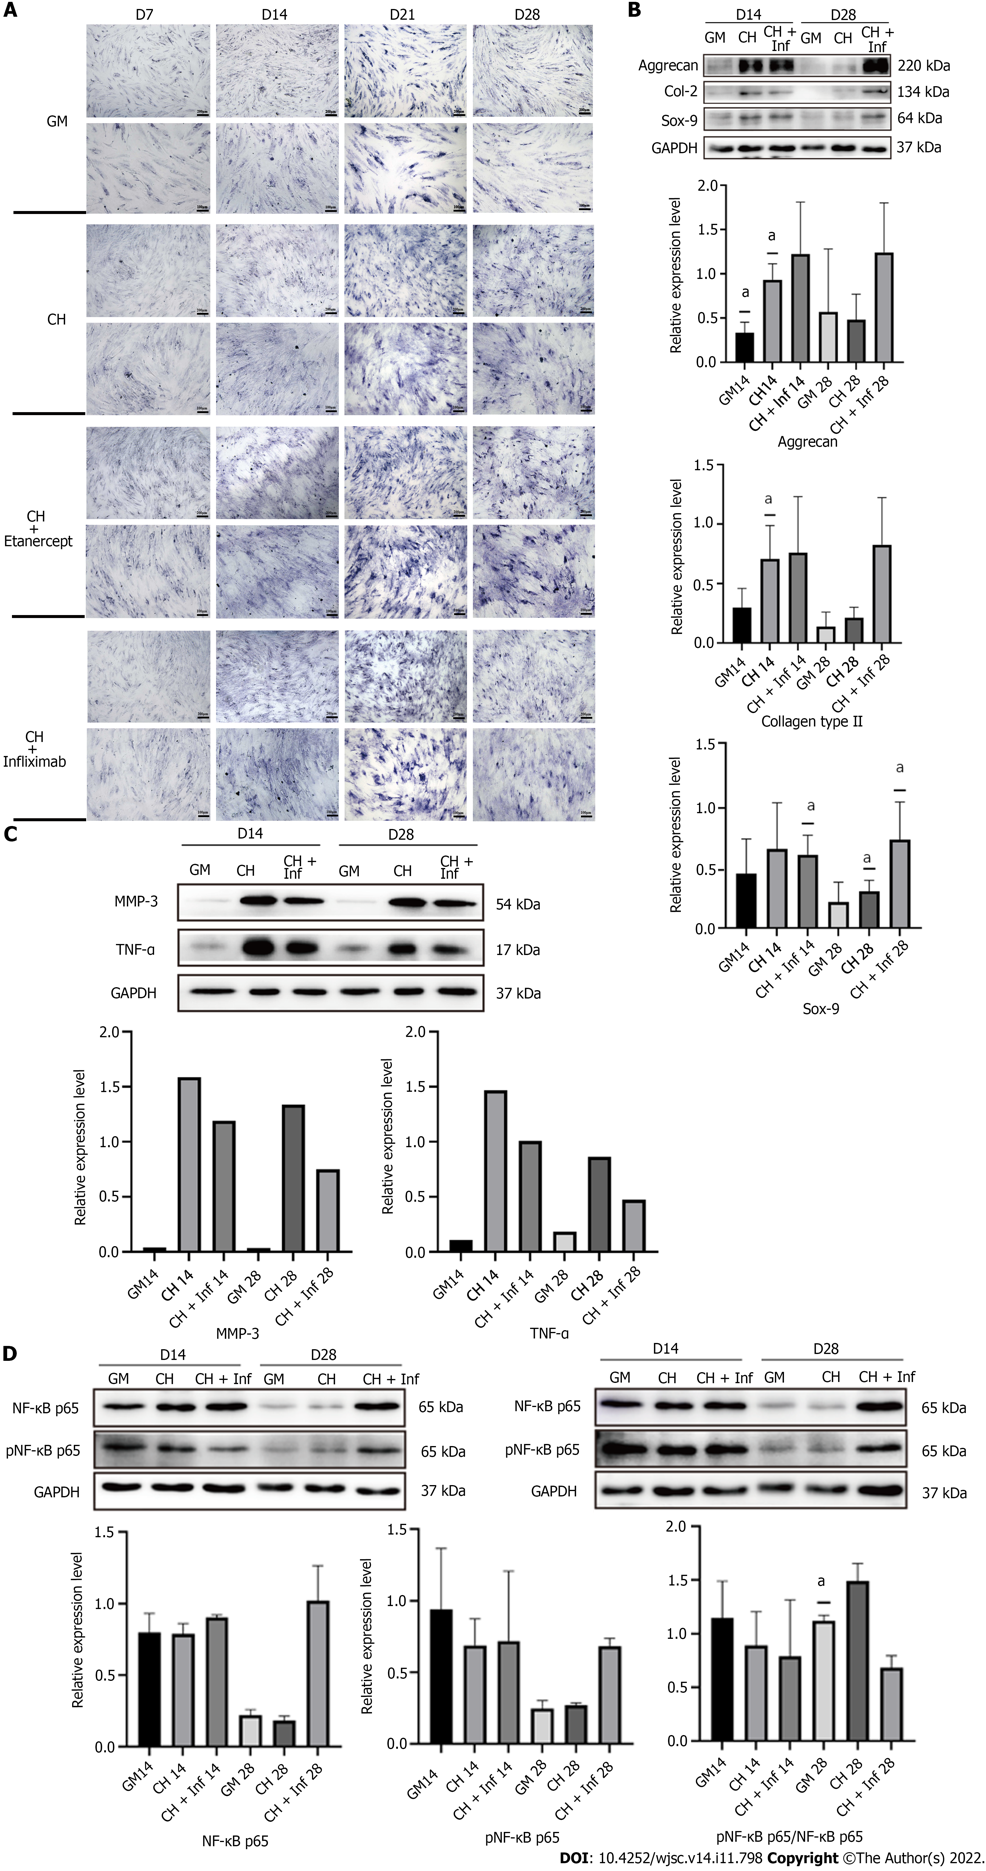 A
D7 D14 D21 D28
GM
CH
CH
+
Etanercept
CH
+
Infliximab
B
D14 D28
GM CH CH + Inf GM CH CH + Inf
Aggrecan 220 kDa
Col-2 134 kDa
Sox-9 64 kDa
GAPDH 37 kDa
Relative expression level
2.0
1.5
1.0
0.5
0.0
a
a
GM14 CH14 CH + Inf 14 GM 28 CH 28 CH + Inf 28
Aggrecan
Relative expression level
1.5
1.0
0.5
0.0
a
GM14 CH 14 CH + Inf 14 GM 28 CH 28 CH + Inf 28
Collagen type II
Relative expression level
1.5
1.0
0.5
0.0
a
a
a
GM14 CH 14 CH + Inf 14 GM 28 CH 28 CH + Inf 28
Sox-9
C
D14 D28
GM CH CH + Inf GM CH CH + Inf
MMP-3 54 kDa
TNF-α 17 kDa
GAPDH 37 kDa
Relative expression level
2.0
1.5
1.0
0.5
0.0
GM14 CH 14 CH + Inf 14 GM 28 CH 28 CH + Inf 28
MMP-3
Relative expression level
2.0
1.5
1.0
0.5
0.0
GM14 CH 14 CH + Inf 14 GM 28 CH 28 CH + Inf 28
TNF-α
D
D14 D28
GM CH CH + Inf GM CH CH + Inf
NF-κB p65 65 kDa
pNF-κB p65 65 kDa
GAPDH 37 kDa
D14 D28
GM CH CH + Inf GM CH CH + Inf
NF-κB p65 65 kDa
pNF-κB p65 65 kDa
GAPDH 37 kDa
Relative expression level
1.5
1.0
0.5
0.0
GM14 CH 14 CH + Inf 14 GM 28 CH 28 CH + Inf 28
NF-κB p65
Relative expression level
1.5
1.0
0.5
0.0
GM14 CH 14 CH + Inf 14 GM 28 CH 28 CH + Inf 28
pNF-κB p65
2.0
1.5
1.0
0.5
0.0
a
GM14 CH 14 CH + Inf 14 GM 28 CH 28 CH + Inf 28
pNF-κB p65/NF-κB p65
DOI: 10.4252/wjsc.v14.i11.798 Copyright ©The Author(s) 2022.